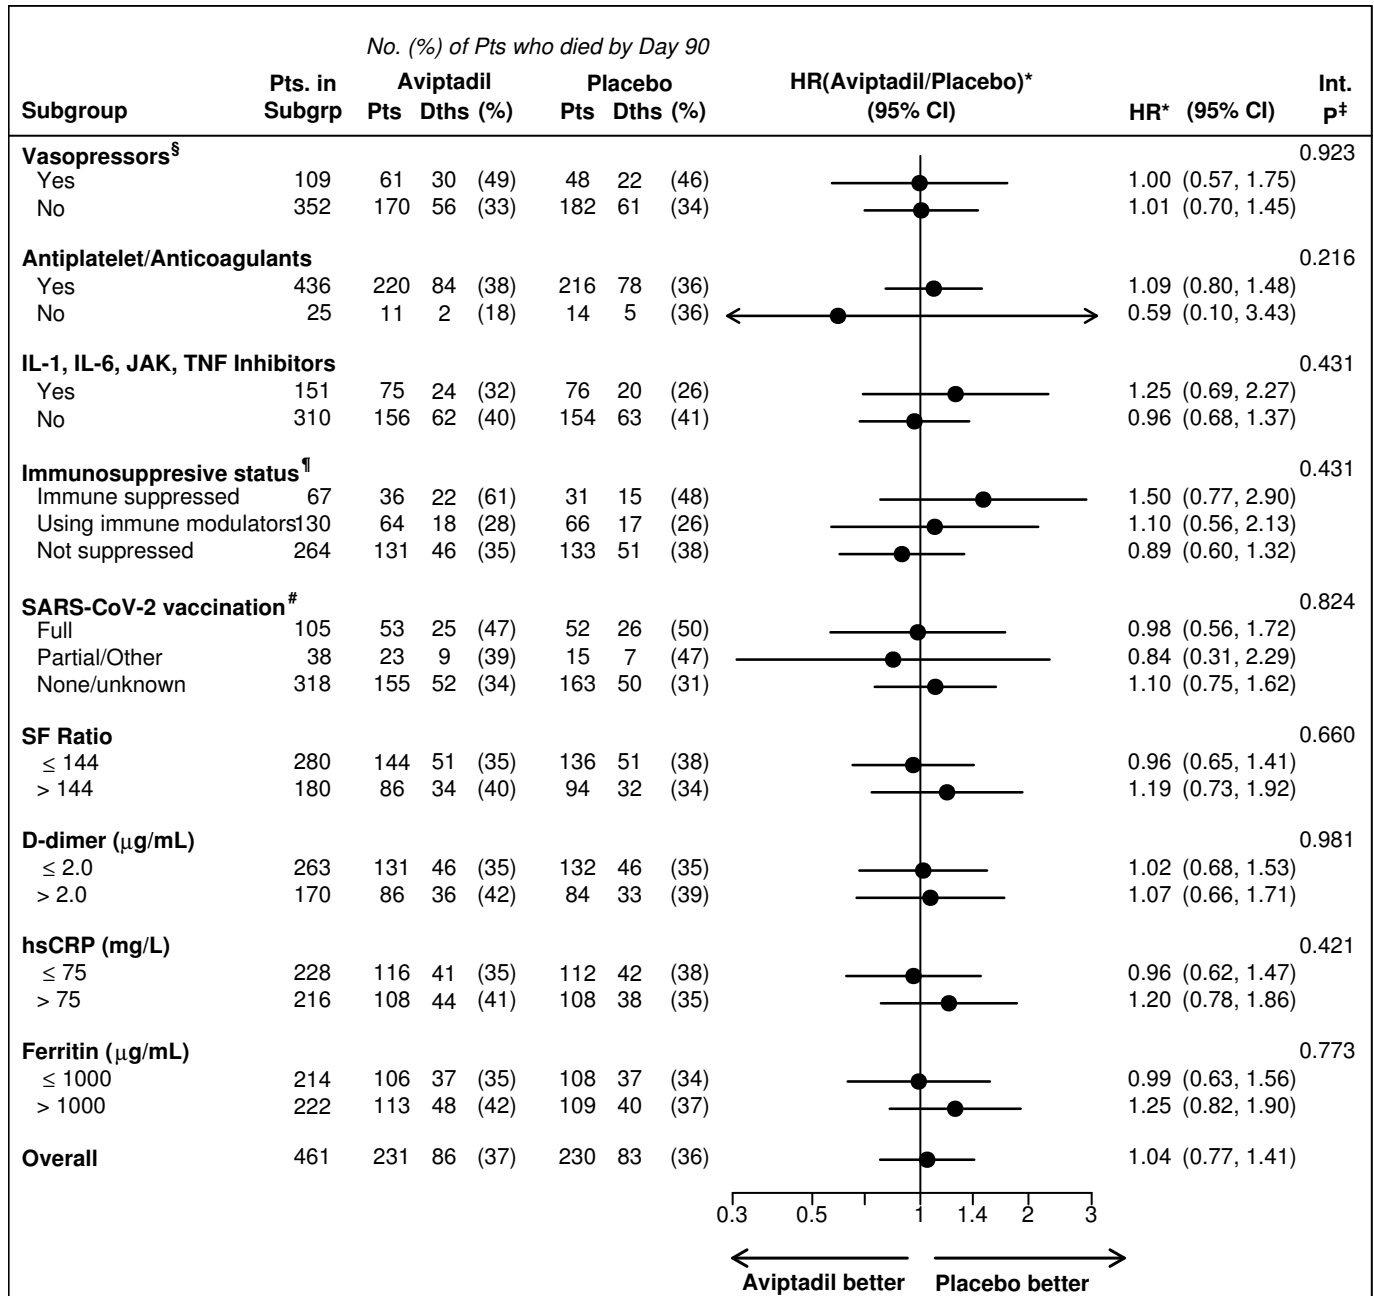 No. (%) of Pts who died by Day 90
Pts. in Aviptadil Placebo HR(Aviptadil/Placebo)* Int.
Subgroup Subgrp Pts Dths (%) Pts Dths (%) (95% CI) HR* (95% CI) P‡
Vasopressors§ 0.923
Yes 109 61 30 (49) 48 22 (46) 1.00 (0.57, 1.75)
No 352 170 56 (33) 182 61 (34) 1.01 (0.70, 1.45)
Antiplatelet/Anticoagulants 0.216
Yes 436 220 84 (38) 216 78 (36) 1.09 (0.80, 1.48)
No 25 11 2 (18) 14 5 (36) 0.59 (0.10, 3.43)
IL-1, IL-6, JAK, TNF Inhibitors 0.431
Yes 151 75 24 (32) 76 20 (26) 1.25 (0.69, 2.27)
No 310 156 62 (40) 154 63 (41) 0.96 (0.68, 1.37)
Immunosuppresive status¶ 0.431
Immune suppressed 67 36 22 (61) 31 15 (48) 1.50 (0.77, 2.90)
Using immune modulators 130 64 18 (28) 66 17 (26) 1.10 (0.56, 2.13)
Not suppressed 264 131 46 (35) 133 51 (38) 0.89 (0.60, 1.32)
SARS-CoV-2 vaccination# 0.824
Full 105 53 25 (47) 52 26 (50) 0.98 (0.56, 1.72)
Partial/Other 38 23 9 (39) 15 7 (47) 0.84 (0.31, 2.29)
None/unknown 318 155 52 (34) 163 50 (31) 1.10 (0.75, 1.62)
SF Ratio 0.660
≤ 144 280 144 51 (35) 136 51 (38) 0.96 (0.65, 1.41)
> 144 180 86 34 (40) 94 32 (34) 1.19 (0.73, 1.92)
D-dimer (μg/mL) 0.981
≤ 2.0 263 131 46 (35) 132 46 (35) 1.02 (0.68, 1.53)
> 2.0 170 86 36 (42) 84 33 (39) 1.07 (0.66, 1.71)
hsCRP (mg/L) 0.421
≤ 75 228 116 41 (35) 112 42 (38) 0.96 (0.62, 1.47)
> 75 216 108 44 (41) 108 38 (35) 1.20 (0.78, 1.86)
Ferritin (μg/mL) 0.773
≤ 1000 214 106 37 (35) 108 37 (34) 0.99 (0.63, 1.56)
> 1000 222 113 48 (42) 109 40 (37) 1.25 (0.82, 1.90)
Overall 461 231 86 (37) 230 83 (36) 1.04 (0.77, 1.41)
0.3 0.5 1 1.4 2 3
Aviptadil better Placebo better